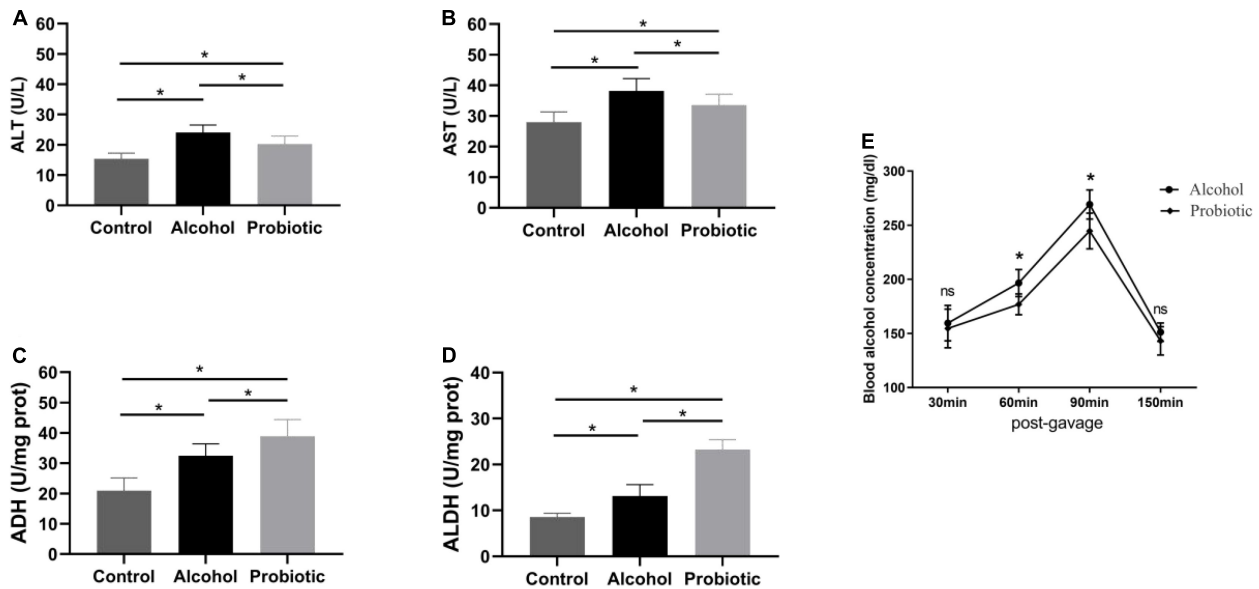 A
ALT (U/L)
60
50
40
30
20
10
0
*
*
*
Control Alcohol Probiotic
B
AST (U/L)
60
50
40
30
20
10
0
*
*
*
Control Alcohol Probiotic
C
ADH (U/mg prot)
60
50
40
30
20
10
0
*
*
*
Control Alcohol Probiotic
D
ALDH (U/mg prot)
40
30
20
10
0
*
*
*
Control Alcohol Probiotic
E
Blood alcohol concentration (mg/dl)
300
250
200
150
100
ns
*
*
ns
30min 60min 90min 150min
post-gavage
Alcohol
Probiotic